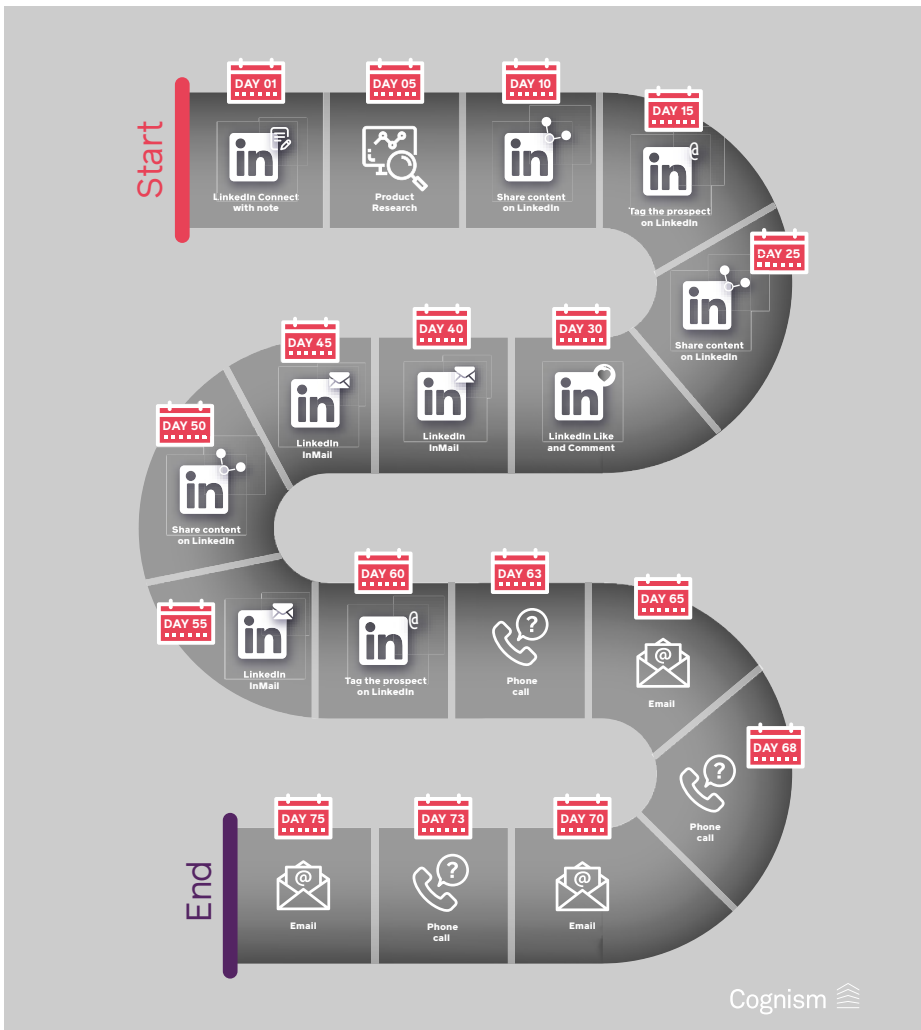 Start
DAY 01
LinkedIn Connect
with note
DAY 05
Product
Research
DAY 10
Share content
on LinkedIn
DAY 15
Tag the prospect
on LinkedIn
DAY 25
Share content
on LinkedIn
DAY 30
LinkedIn Like
and Comment
DAY 40
LinkedIn
InMail
DAY 45
LinkedIn
InMail
DAY 50
Share content
on LinkedIn
DAY 55
LinkedIn
InMail
DAY 60
Tag the prospect
on LinkedIn
DAY 63
Phone
call
DAY 65
Email
DAY 68
Phone
call
DAY 70
Email
DAY 73
Phone
call
DAY 75
Email
End
Cognism